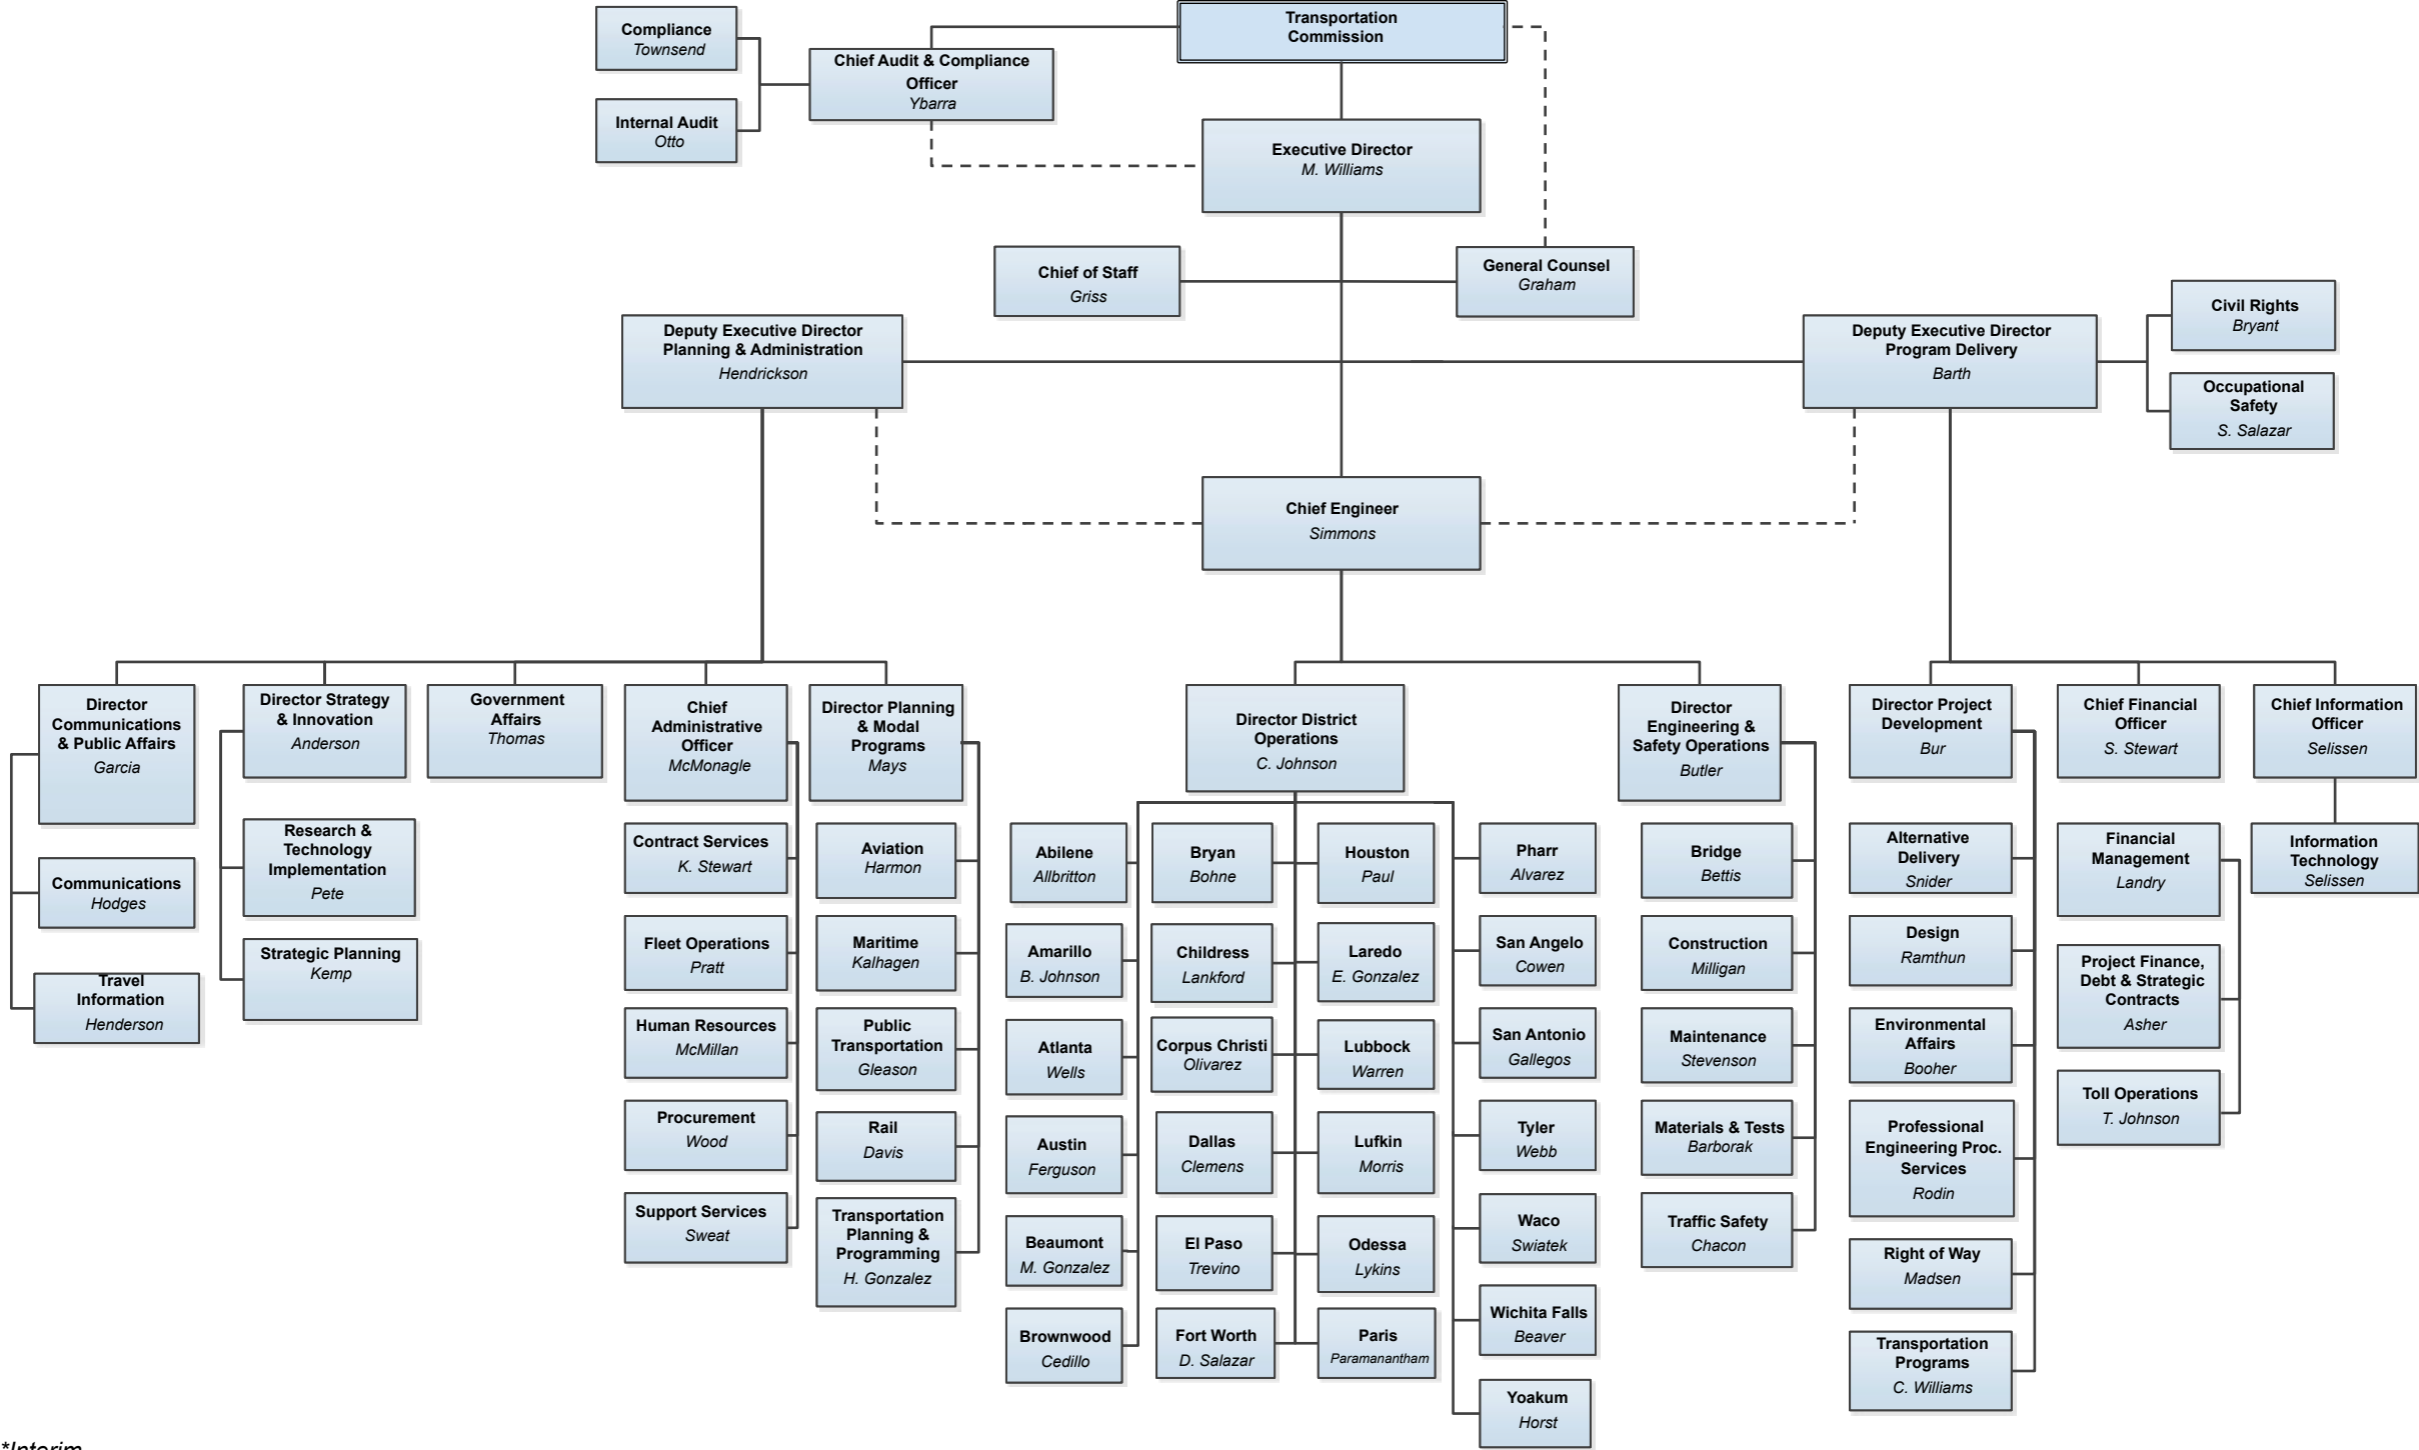 Transportation
Commission
Compliance
Townsend
Chief Audit & Compliance
Officer
Ybarra
Internal Audit
Otto
Executive Director
M. Williams
Chief of Staff
Griss
General Counsel
Graham
Deputy Executive Director
Planning & Administration
Hendrickson
Deputy Executive Director
Program Delivery
Barth
Civil Rights
Bryant
Occupational
Safety
S. Salazar
Chief Engineer
Simmons
Director
Communications
& Public Affairs
Garcia
Communications
Hodges
Travel
Information
Henderson
Director Strategy
& Innovation
Anderson
Research &
Technology
Implementation
Pete
Strategic Planning
Kemp
Government
Affairs
Thomas
Chief
Administrative
Officer
McMonagle
Contract Services
K. Stewart
Fleet Operations
Pratt
Human Resources
McMillan
Procurement
Wood
Support Services
Sweat
Director Planning
& Modal
Programs
Mays
Aviation
Harmon
Maritime
Kalhagen
Public
Transportation
Gleason
Rail
Davis
Transportation
Planning &
Programming
H. Gonzalez
Director District
Operations
C. Johnson
Abilene
Allbritton
Amarillo
B. Johnson
Atlanta
Wells
Austin
Ferguson
Beaumont
M. Gonzalez
Brownwood
Cedillo
Bryan
Bohne
Childress
Lankford
Corpus Christi
Olivarez
Dallas
Clemens
El Paso
Trevino
Fort Worth
D. Salazar
Houston
Paul
Laredo
E. Gonzalez
Lubbock
Warren
Lufkin
Morris
Odessa
Lykins
Paris
Paramanantham
Pharr
Alvarez
San Angelo
Cowen
San Antonio
Gallegos
Tyler
Webb
Waco
Swiatek
Wichita Falls
Beaver
Yoakum
Horst
Director
Engineering &
Safety Operations
Butler
Bridge
Bettis
Construction
Milligan
Maintenance
Stevenson
Materials & Tests
Barborak
Traffic Safety
Chacon
Director Project
Development
Bur
Alternative
Delivery
Snider
Design
Ramthun
Environmental
Affairs
Booher
Professional
Engineering Proc.
Services
Rodin
Right of Way
Madsen
Transportation
Programs
C. Williams
Chief Financial
Officer
S. Stewart
Financial
Management
Landry
Project Finance,
Debt & Strategic
Contracts
Asher
Toll Operations
T. Johnson
Chief Information
Officer
Selissen
Information
Technology
Selissen
*Interim